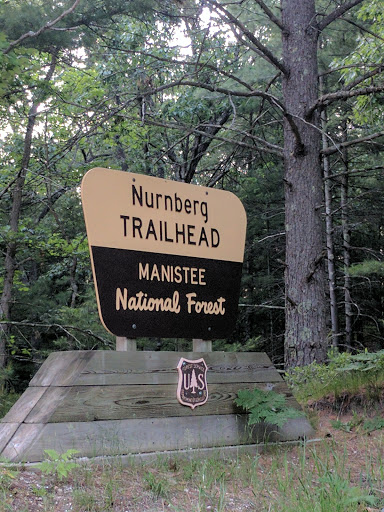 Nurnberg
TRAILHEAD
MANISTEE
National Forest
U S